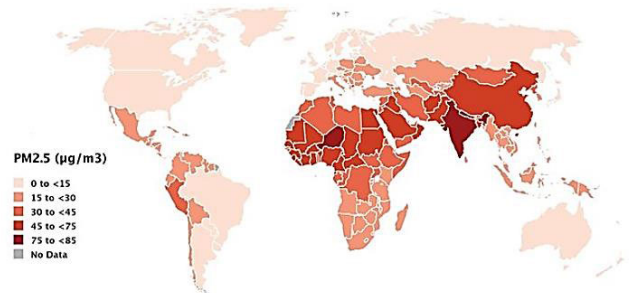 PM2.5 (µg/m3)
0 to <15
15 to <30
30 to <45
45 to <75
75 to <85
No Data